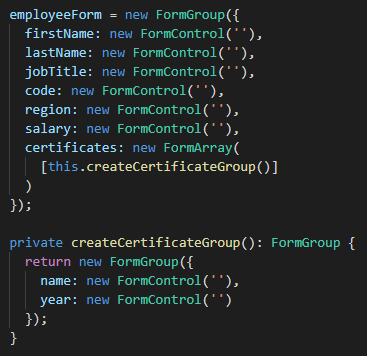 employeeForm = new FormGroup({
  firstName: new FormControl(''),
  lastName: new FormControl(''),
  jobTitle: new FormControl(''),
  code: new FormControl(''),
  region: new FormControl(''),
  salary: new FormControl(''),
  certificates: new FormArray(
    [this.createCertificateGroup()]
  )
});

private createCertificateGroup(): FormGroup {
  return new FormGroup({
    name: new FormControl(''),
    year: new FormControl('')
  });
}